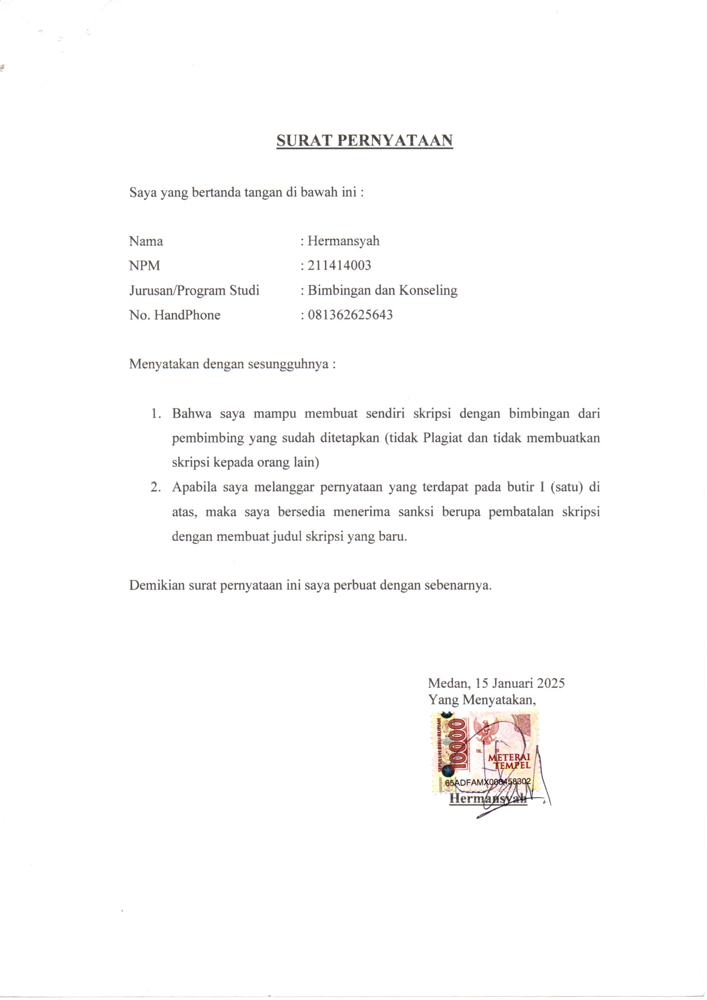 SURAT PERNYATAAN
Saya yang bertanda tangan di bawah ini :
Nama : Hermansyah
NPM : 211414003
Jurusan/Program Studi : Bimbingan dan Konseling
No. HandPhone : 081362625643
Menyatakan dengan sesungguhnya :
1. Bahwa saya mampu membuat sendiri skripsi dengan bimbingan dari
pembimbing yang sudah ditetapkan (tidak Plagiat dan tidak membuatkan
skripsi kepada orang lain)
2. Apabila saya melanggar pernyataan yang terdapat pada butir I (satu) di
atas, maka saya bersedia menerima sanksi berupa pembatalan skripsi
dengan membuat judul skripsi yang baru.
Demikian surat pernyataan ini saya perbuat dengan sebenarnya.
Medan, 15 Januari 2025
Yang Menyatakan,
SEPULUH RIBU RUPIAH
10000
TGL. 20
METERAI
TEMPEL
65ADFAMX008458302
Hermansyah